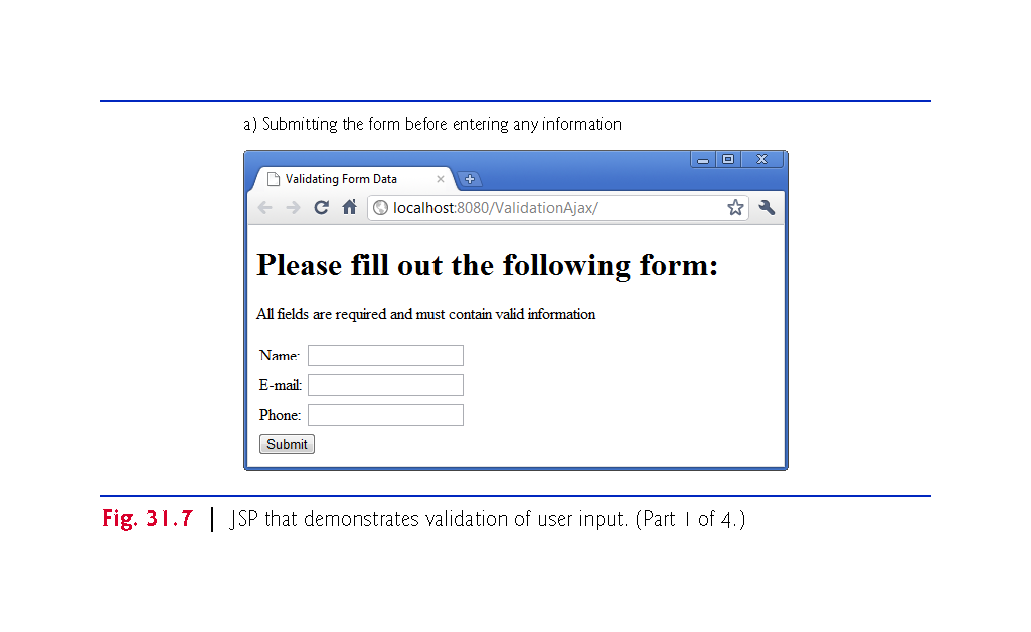 a) Submitting the form before entering any information
Validating Form Data
localhost:8080/ValidationAjax/
Please fill out the following form:
All fields are required and must contain valid information
Name:
E-mail:
Phone:
Submit
Fig. 31.7 | JSP that demonstrates validation of user input. (Part 1 of 4.)